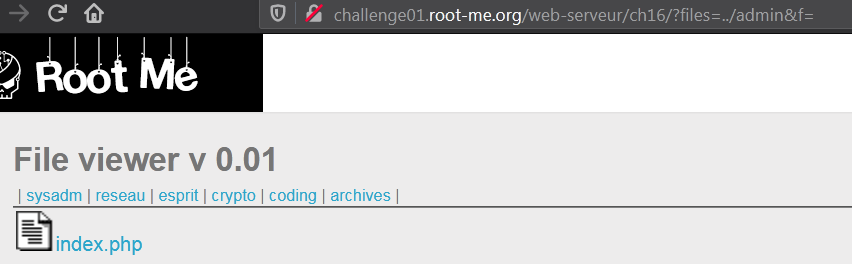 challenge01.root-me.org/web-serveur/ch16/?files=../admin&f=
Root Me
File viewer v 0.01
| sysadm | reseau | esprit | crypto | coding | archives |
index.php